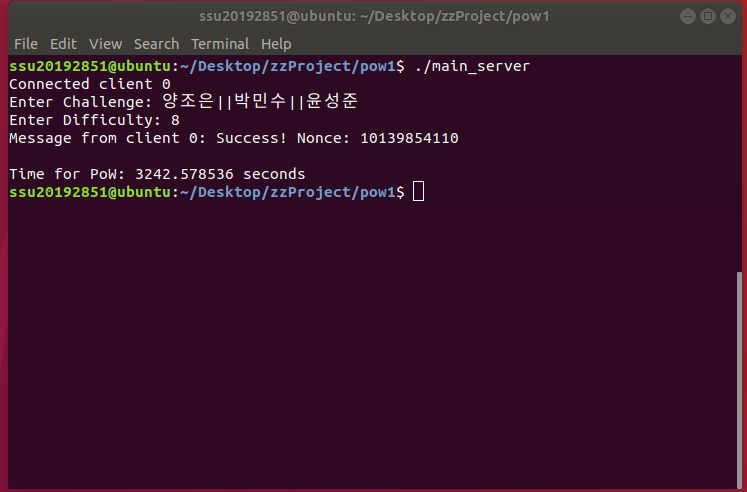 ssu20192851@ubuntu: ~/Desktop/zzProject/pow1
File Edit View Search Terminal Help
ssu20192851@ubuntu:~/Desktop/zzProject/pow1$ ./main_server
Connected client 0
Enter Challenge: 양조은||박민수||윤성준
Enter Difficulty: 8
Message from client 0: Success! Nonce: 10139854110
Time for PoW: 3242.578536 seconds
ssu20192851@ubuntu:~/Desktop/zzProject/pow1$